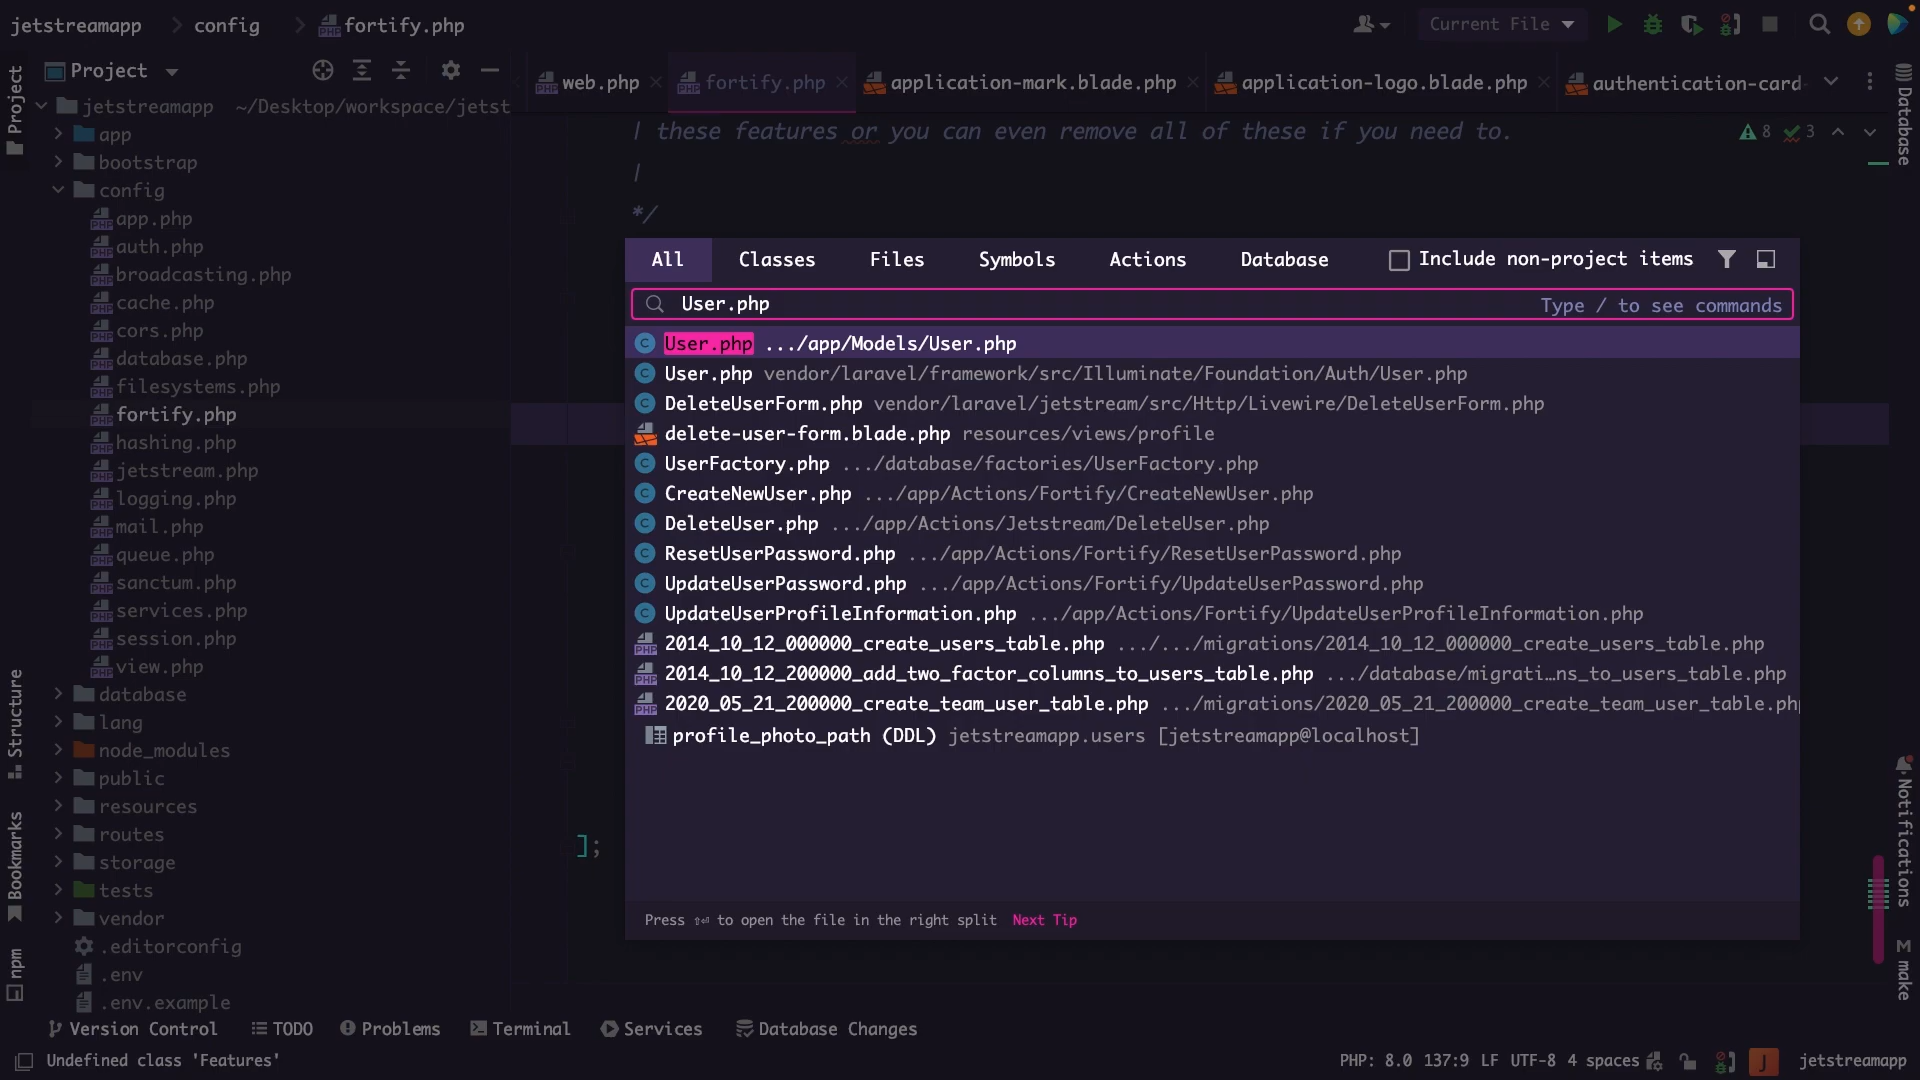 jetstreamapp config fortify.php
Current File
Project
web.php
fortify.php
application-mark.blade.php
application-logo.blade.php
authentication-card-
Project
Structure
Bookmarks
npm
jetstreamapp ~/Desktop/workspace/jetst
app
bootstrap
config
app.php
auth.php
broadcasting.php
cache.php
cors.php
database.php
filesystems.php
fortify.php
hashing.php
jetstream.php
logging.php
mail.php
queue.php
sanctum.php
services.php
session.php
view.php
database
lang
node_modules
public
resources
routes
storage
tests
vendor
.editorconfig
.env
.env.example
| these features or you can even remove all of these if you need to.
|
*/
8 3
All Classes Files Symbols Actions Database Include non-project items
User.php Type / to see commands
User.php .../app/Models/User.php
User.php vendor/laravel/framework/src/Illuminate/Foundation/Auth/User.php
DeleteUserForm.php vendor/laravel/jetstream/src/Http/Livewire/DeleteUserForm.php
delete-user-form.blade.php resources/views/profile
UserFactory.php .../database/factories/UserFactory.php
CreateNewUser.php .../app/Actions/Fortify/CreateNewUser.php
DeleteUser.php .../app/Actions/Jetstream/DeleteUser.php
ResetUserPassword.php .../app/Actions/Fortify/ResetUserPassword.php
UpdateUserPassword.php .../app/Actions/Fortify/UpdateUserPassword.php
UpdateUserProfileInformation.php .../app/Actions/Fortify/UpdateUserProfileInformation.php
2014_10_12_000000_create_users_table.php .../.../migrations/2014_10_12_000000_create_users_table.php
2014_10_12_200000_add_two_factor_columns_to_users_table.php .../database/migrati…ns_to_users_table.php
2020_05_21_200000_create_team_user_table.php .../migrations/2020_05_21_200000_create_team_user_table.php
profile_photo_path (DDL) jetstreamapp.users [jetstreamapp@localhost]
];
Press ⇧⏎ to open the file in the right split Next Tip
Database
Notifications
make
Version Control TODO Problems Terminal Services Database Changes
Undefined class 'Features'
PHP: 8.0 137:9 LF UTF-8 4 spaces J jetstreamapp